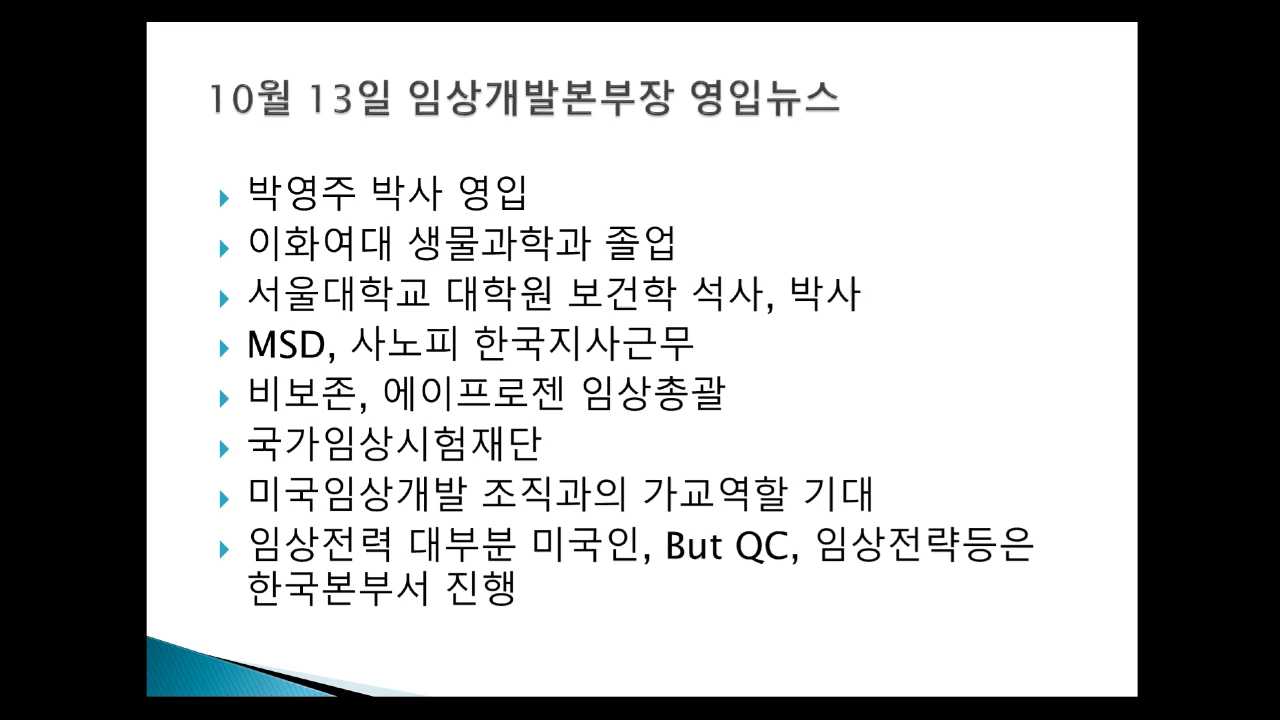 10월 13일 임상개발본부장 영입뉴스
박영주 박사 영입
이화여대 생물과학과 졸업
서울대학교 대학원 보건학 석사, 박사
MSD, 사노피 한국지사근무
비보존, 에이프로젠 임상총괄
국가임상시험재단
미국임상개발 조직과의 가교역할 기대
임상전력 대부분 미국인, But QC, 임상전략등은
한국본부서 진행